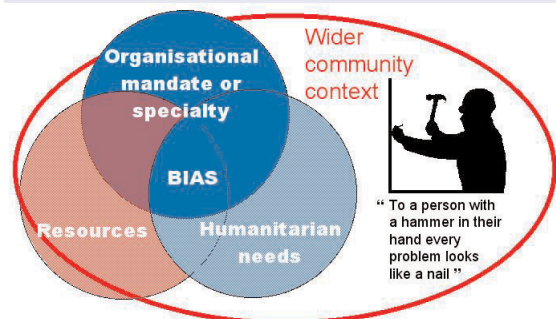 Organisational
mandate or
specialty
Wider
community
context
BIAS
Resources
Humanitarian
needs
“ To a person with
a hammer in their
hand every
problem looks
like a nail ”